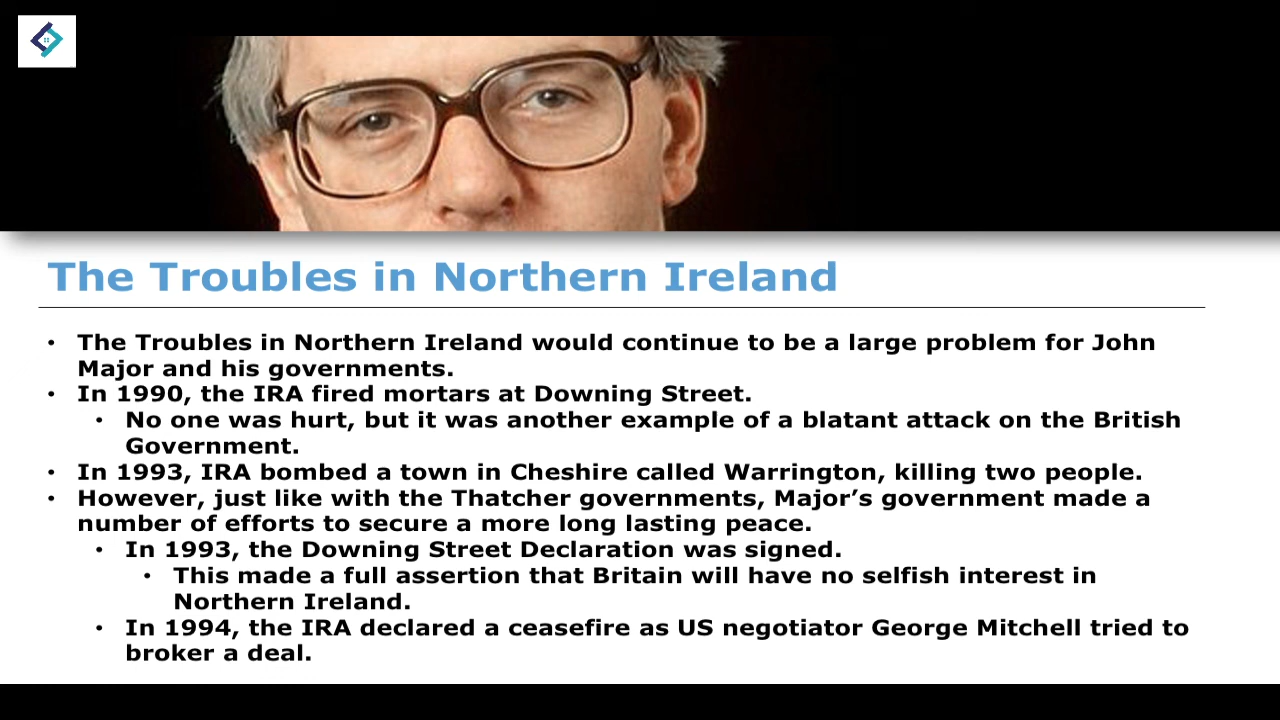 The Troubles in Northern Ireland
• The Troubles in Northern Ireland would continue to be a large problem for John
Major and his governments.
• In 1990, the IRA fired mortars at Downing Street.
• No one was hurt, but it was another example of a blatant attack on the British
Government.
• In 1993, IRA bombed a town in Cheshire called Warrington, killing two people.
• However, just like with the Thatcher governments, Major’s government made a
number of efforts to secure a more long lasting peace.
• In 1993, the Downing Street Declaration was signed.
• This made a full assertion that Britain will have no selfish interest in
Northern Ireland.
• In 1994, the IRA declared a ceasefire as US negotiator George Mitchell tried to
broker a deal.